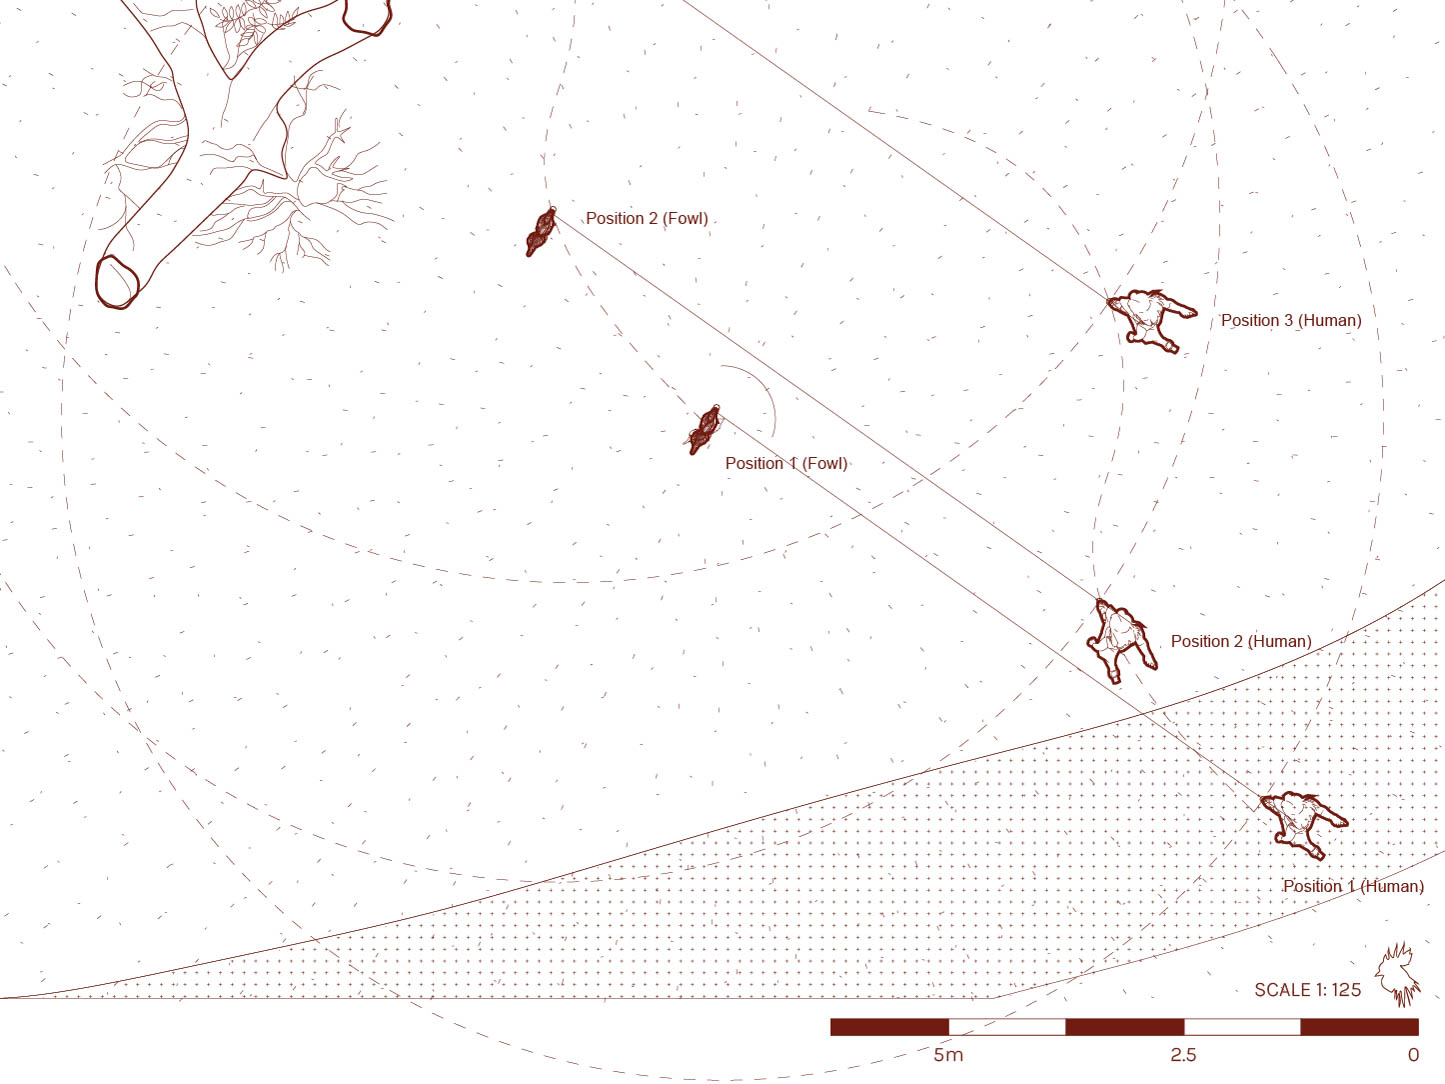 Position 2 (Fowl)
Position 3 (Human)
Position 1 (Fowl)
Position 2 (Human)
Position 1 (Human)
SCALE 1: 125
5m 2.5 0